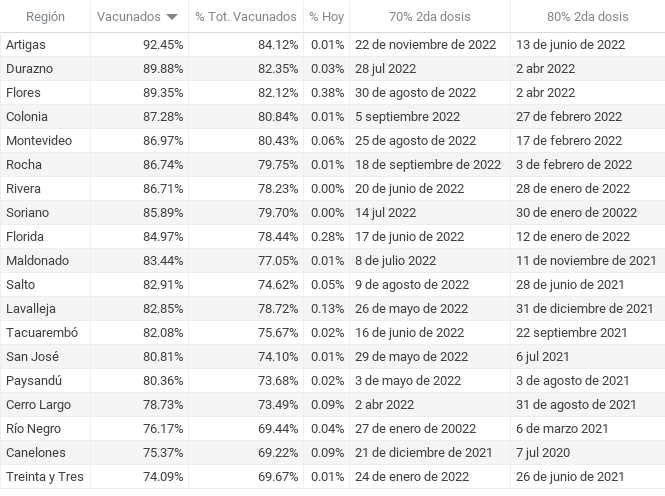 Región Vacunados % Tot. Vacunados % Hoy 70% 2da dosis 80% 2da dosis
Artigas 92.45% 84.12% 0.01% 22 de noviembre de 2022 13 de junio de 2022
Durazno 89.88% 82.35% 0.03% 28 jul 2022 2 abr 2022
Flores 89.35% 82.12% 0.38% 30 de agosto de 2022 2 abr 2022
Colonia 87.28% 80.84% 0.01% 5 septiembre 2022 27 de febrero 2022
Montevideo 86.97% 80.43% 0.06% 25 de agosto de 2022 17 de febrero 2022
Rocha 86.74% 79.75% 0.01% 18 de septiembre de 2022 3 de febrero de 2022
Rivera 86.71% 78.23% 0.00% 20 de junio de 2022 28 de enero de 2022
Soriano 85.89% 79.70% 0.00% 14 jul 2022 30 de enero de 20022
Florida 84.97% 78.44% 0.28% 17 de junio de 2022 12 de enero de 2022
Maldonado 83.44% 77.05% 0.01% 8 de julio 2022 11 de noviembre de 2021
Salto 82.91% 74.62% 0.05% 9 de agosto de 2022 28 de junio de 2021
Lavalleja 82.85% 78.72% 0.13% 26 de mayo de 2022 31 de diciembre de 2021
Tacuarembó 82.08% 75.67% 0.02% 16 de junio de 2022 22 septiembre 2021
San José 80.81% 74.10% 0.01% 29 de mayo de 2022 6 jul 2021
Paysandú 80.36% 73.68% 0.02% 3 de mayo de 2022 3 de agosto de 2021
Cerro Largo 78.73% 73.49% 0.09% 2 abr 2022 31 de agosto de 2021
Río Negro 76.17% 69.44% 0.04% 27 de enero de 20022 6 de marzo 2021
Canelones 75.37% 69.22% 0.09% 21 de diciembre de 2021 7 jul 2020
Treinta y Tres 74.09% 69.67% 0.01% 24 de enero de 2022 26 de junio de 2021